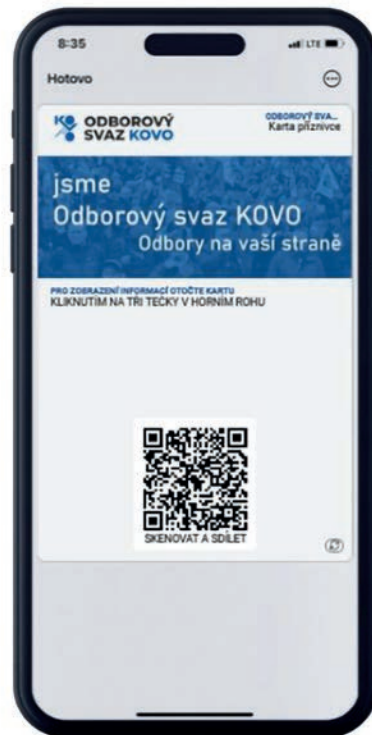 8:35
LTE
Hotovo
ODBOROVÝ
SVAZ KOVO
ODBOROVÝ SVA...
Karta příznivce
jsme
Odborový svaz KOVO
Odbory na vaší straně
PRO ZOBRAZENÍ INFORMACÍ OTOČTE KARTU
KLIKNUTÍM NA TŘI TEČKY V HORNÍM ROHU
SKENOVAT A SDÍLET